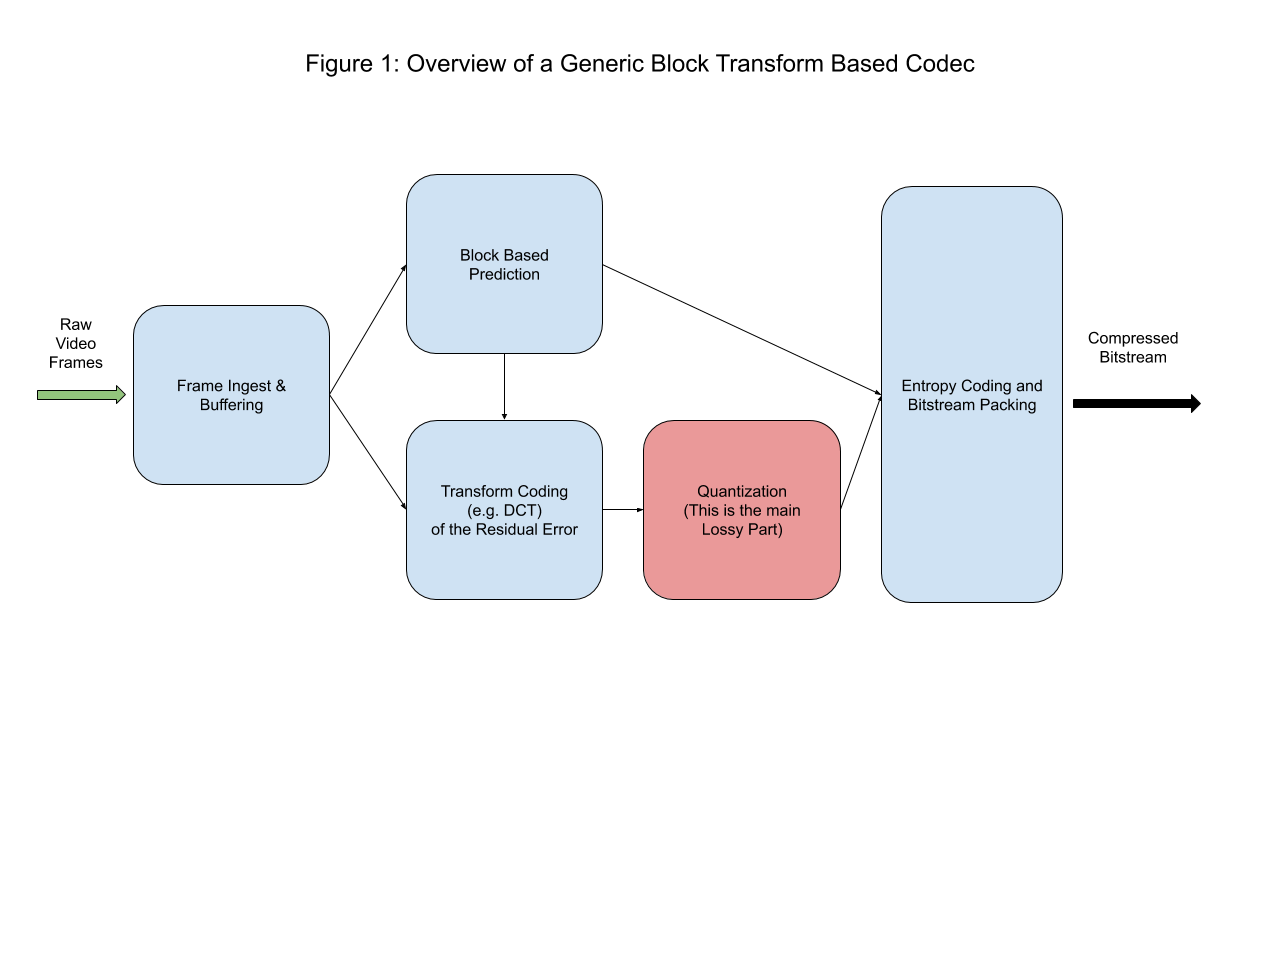 Figure 1: Overview of a Generic Block Transform Based Codec
Raw
Video
Frames
Frame Ingest &
Buffering
Block Based
Prediction
Transform Coding
(e.g. DCT)
of the Residual Error
Quantization
(This is the main
Lossy Part)
Entropy Coding and
Bitstream Packing
Compressed
Bitstream